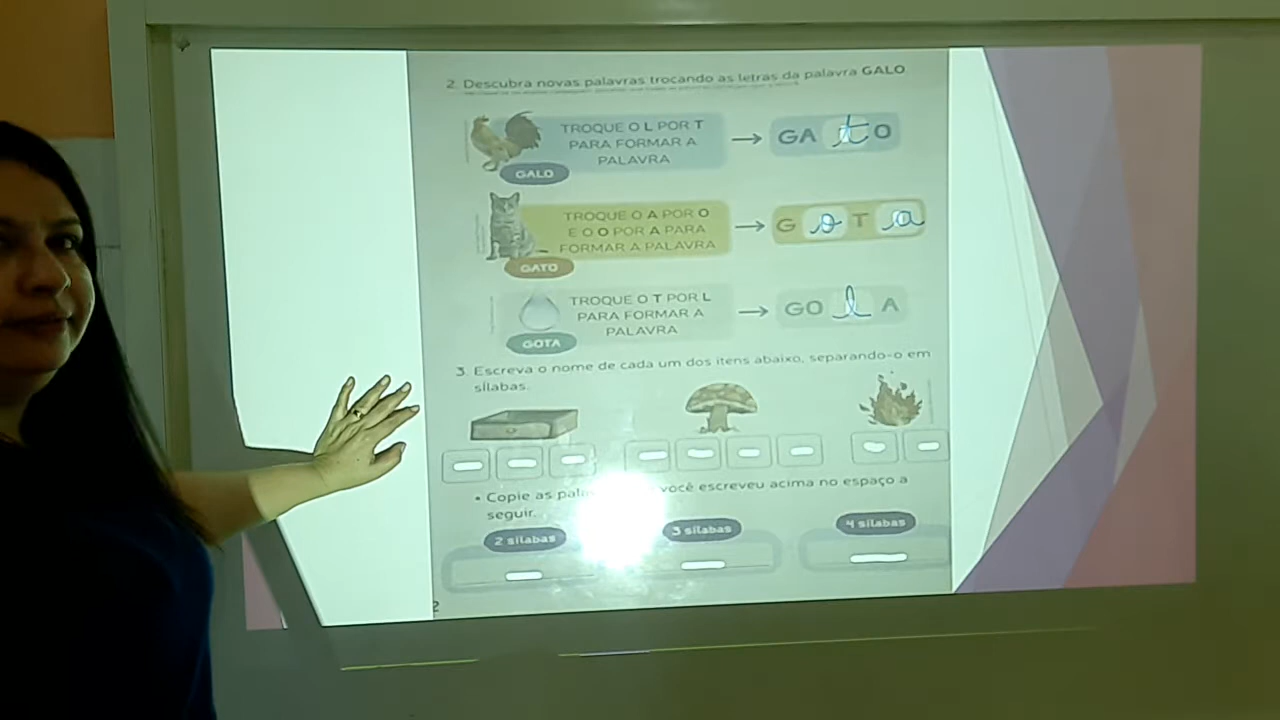 2. Descubra novas palavras trocando as letras da palavra GALO
TROQUE O L POR T
PARA FORMAR A
PALAVRA
GALO
GA t O
TROQUE O A POR O
E O O POR A PARA
FORMAR A PALAVRA
GATO
G o T a
TROQUE O T POR L
PARA FORMAR A
PALAVRA
GOTA
GO l A
3. Escreva o nome de cada um dos itens abaixo, separando-o em
sílabas.
• Copie as você escreveu acima no espaço a
seguir.
2 sílabas
3 sílabas
4 sílabas
2